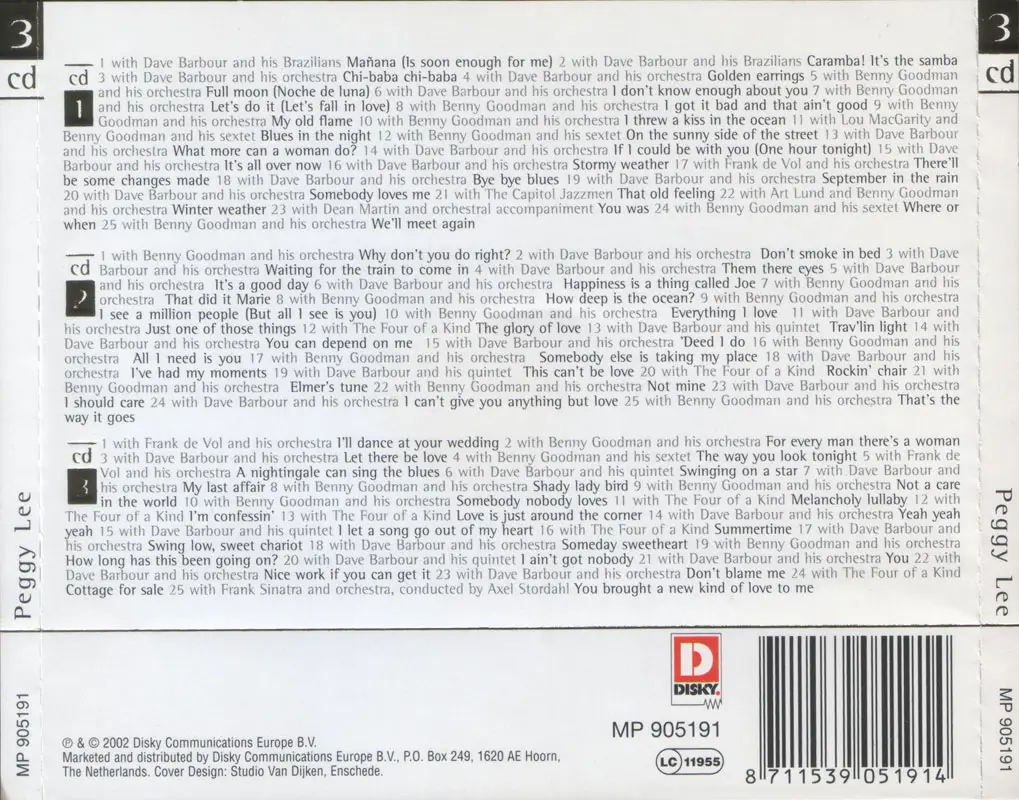 3
cd
Peggy Lee
MP 905191
cd
1
1 with Dave Barbour and his Brazilians Mañana (Is soon enough for me) 2 with Dave Barbour and his Brazilians Caramba! It's the samba
3 with Dave Barbour and his orchestra Chi-baba chi-baba 4 with Dave Barbour and his orchestra Golden earrings 5 with Benny Goodman
and his orchestra Full moon (Noche de luna) 6 with Dave Barbour and his orchestra I don't know enough about you 7 with Benny Goodman
and his orchestra Let's do it (Let's fall in love) 8 with Benny Goodman and his orchestra I got it bad and that ain't good 9 with Benny
Goodman and his orchestra My old flame 10 with Benny Goodman and his orchestra I threw a kiss in the ocean 11 with Lou MacGarity and
Benny Goodman and his sextet Blues in the night 12 with Benny Goodman and his sextet On the sunny side of the street 13 with Dave Barbour
and his orchestra What more can a woman do? 14 with Dave Barbour and his orchestra If I could be with you (One hour tonight) 15 with Dave
Barbour and his orchestra It's all over now 16 with Dave Barbour and his orchestra Stormy weather 17 with Frank de Vol and his orchestra There'll
be some changes made 18 with Dave Barbour and his orchestra Bye bye blues 19 with Dave Barbour and his orchestra September in the rain
20 with Dave Barbour and his orchestra Somebody loves me 21 with The Capitol Jazzmen That old feeling 22 with Art Lund and Benny Goodman
and his orchestra Winter weather 23 with Dean Martin and orchestral accompaniment You was 24 with Benny Goodman and his sextet Where or
when 25 with Benny Goodman and his orchestra We'll meet again
cd
2
1 with Benny Goodman and his orchestra Why don't you do right? 2 with Dave Barbour and his orchestra Don't smoke in bed 3 with Dave
Barbour and his orchestra Waiting for the train to come in 4 with Dave Barbour and his orchestra Them there eyes 5 with Dave Barbour
and his orchestra It's a good day 6 with Dave Barbour and his orchestra Happiness is a thing called Joe 7 with Benny Goodman and his
orchestra That did it Marie 8 with Benny Goodman and his orchestra How deep is the ocean? 9 with Benny Goodman and his orchestra
I see a million people (But all I see is you) 10 with Benny Goodman and his orchestra Everything I love 11 with Dave Barbour and
his orchestra Just one of those things 12 with The Four of a Kind The glory of love 13 with Dave Barbour and his quintet Trav'lin light 14 with
Dave Barbour and his orchestra You can depend on me 15 with Dave Barbour and his orchestra 'Deed I do 16 with Benny Goodman and his
orchestra All I need is you 17 with Benny Goodman and his orchestra Somebody else is taking my place 18 with Dave Barbour and his
orchestra I've had my moments 19 with Dave Barbour and his quintet This can't be love 20 with The Four of a Kind Rockin' chair 21 with
Benny Goodman and his orchestra Elmer's tune 22 with Benny Goodman and his orchestra Not mine 23 with Dave Barbour and his orchestra
I should care 24 with Dave Barbour and his orchestra I can't give you anything but love 25 with Benny Goodman and his orchestra That's the
way it goes
cd
3
1 with Frank de Vol and his orchestra I'll dance at your wedding 2 with Benny Goodman and his orchestra For every man there's a woman
3 with Dave Barbour and his orchestra Let there be love 4 with Benny Goodman and his sextet The way you look tonight 5 with Frank de
Vol and his orchestra A nightingale can sing the blues 6 with Dave Barbour and his quintet Swinging on a star 7 with Dave Barbour and
his orchestra My last affair 8 with Benny Goodman and his orchestra Shady lady bird 9 with Benny Goodman and his orchestra Not a care
in the world 10 with Benny Goodman and his orchestra Somebody nobody loves 11 with The Four of a Kind Melancholy lullaby 12 with
The Four of a Kind I'm confessin' 13 with The Four of a Kind Love is just around the corner 14 with Dave Barbour and his orchestra Yeah yeah
yeah 15 with Dave Barbour and his quintet I let a song go out of my heart 16 with The Four of a Kind Summertime 17 with Dave Barbour and
his orchestra Swing low, sweet chariot 18 with Dave Barbour and his orchestra Someday sweetheart 19 with Benny Goodman and his orchestra
How long has this been going on? 20 with Dave Barbour and his quintet I ain't got nobody 21 with Dave Barbour and his orchestra You 22 with
Dave Barbour and his orchestra Nice work if you can get it 23 with Dave Barbour and his orchestra Don't blame me 24 with The Four of a Kind
Cottage for sale 25 with Frank Sinatra and orchestra, conducted by Axel Stordahl You brought a new kind of love to me
℗ & © 2002 Disky Communications Europe B.V.
Marketed and distributed by Disky Communications Europe B.V., P.O. Box 249, 1620 AE Hoorn,
The Netherlands. Cover Design: Studio Van Dijken, Enschede.
D
DISKY.
MP 905191
LC 11955
8 711539 051914
3
cd
Peggy Lee
MP 905191